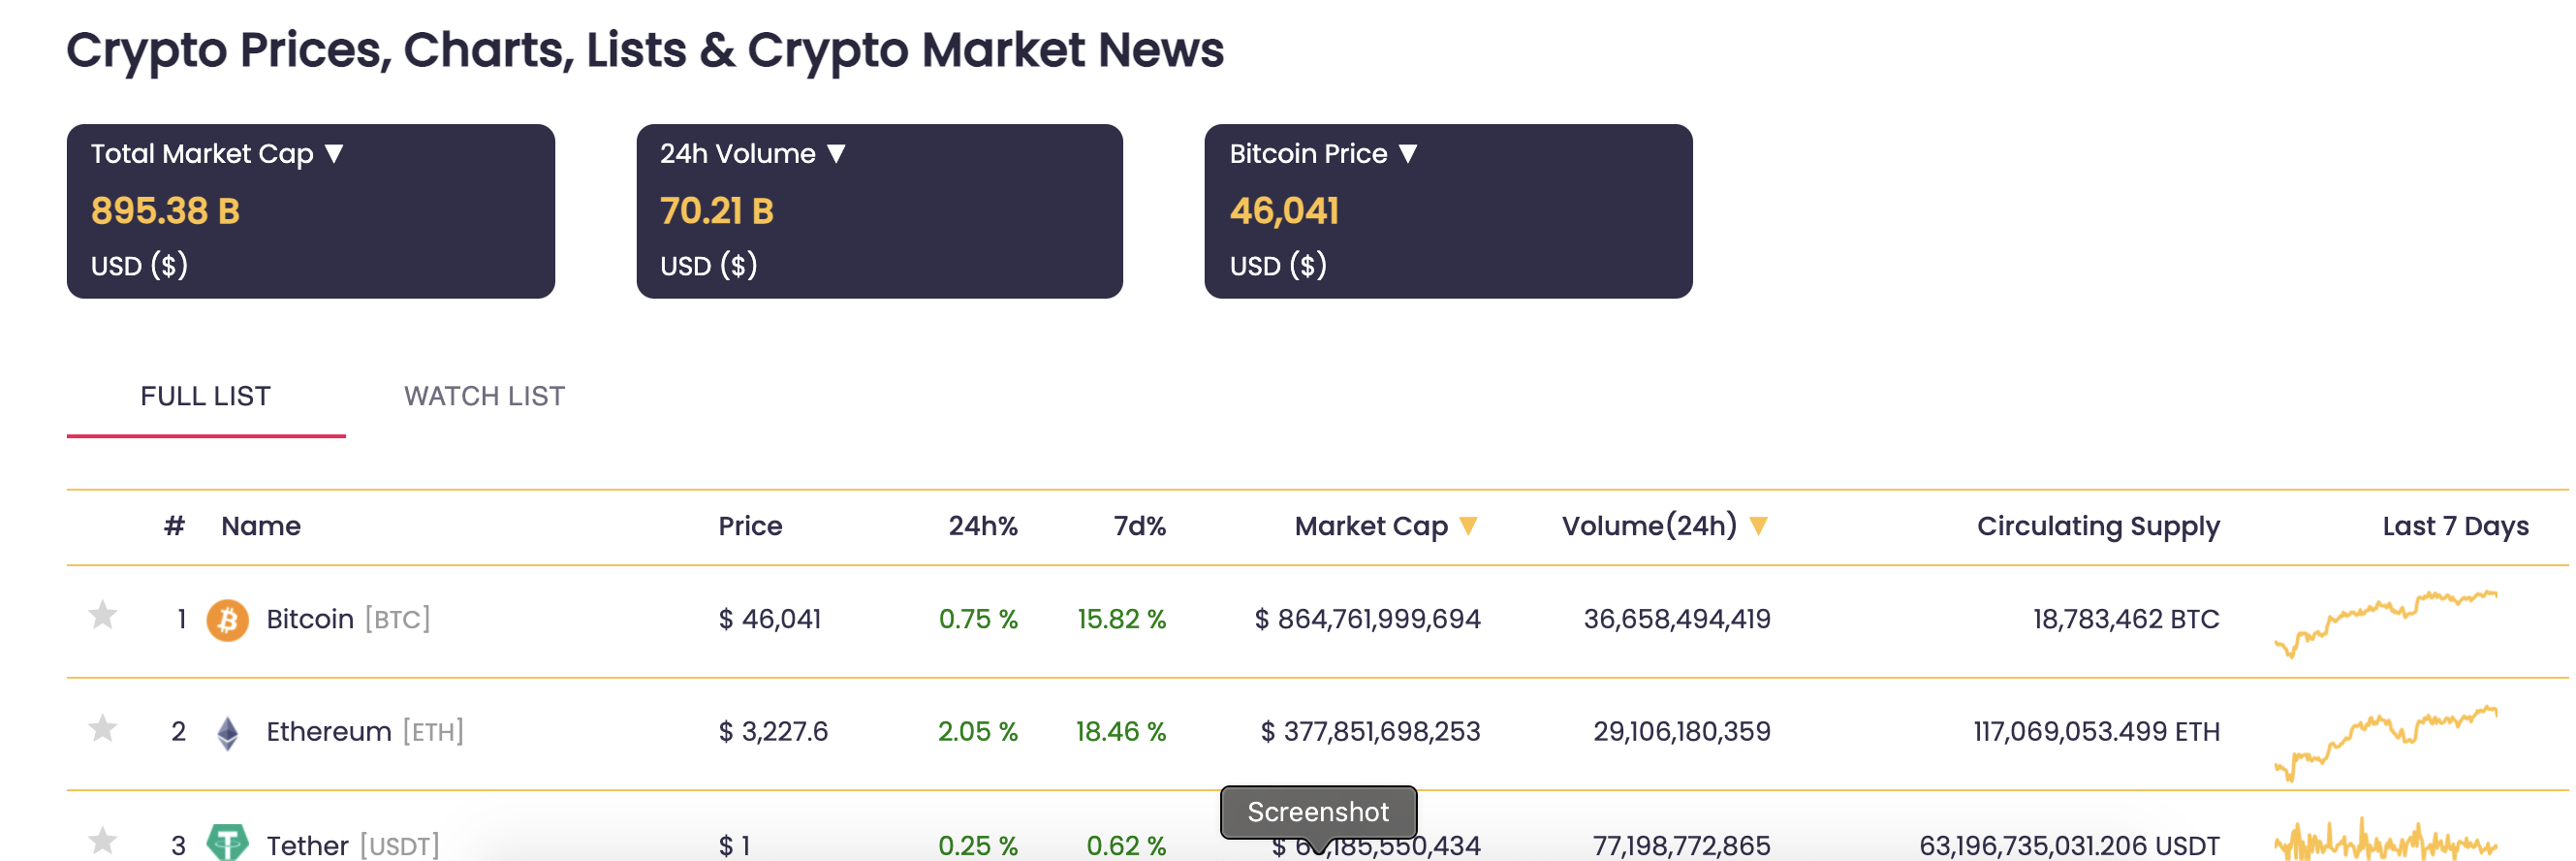 Crypto Prices, Charts, Lists & Crypto Market News
Total Market Cap ▼
895.38 B
USD ($)
24h Volume ▼
70.21 B
USD ($)
Bitcoin Price ▼
46,041
USD ($)
FULL LIST WATCH LIST
# Name Price 24h% 7d% Market Cap ▼ Volume(24h) ▼ Circulating Supply Last 7 Days
1 Bitcoin [BTC] $ 46,041 0.75 % 15.82 % $ 864,761,999,694 36,658,494,419 18,783,462 BTC
2 Ethereum [ETH] $ 3,227.6 2.05 % 18.46 % $ 377,851,698,253 29,106,180,359 117,069,053.499 ETH
Screenshot
3 Tether [USDT] $ 1 0.25 % 0.62 % 77,198,772,865 63,196,735,031.206 USDT